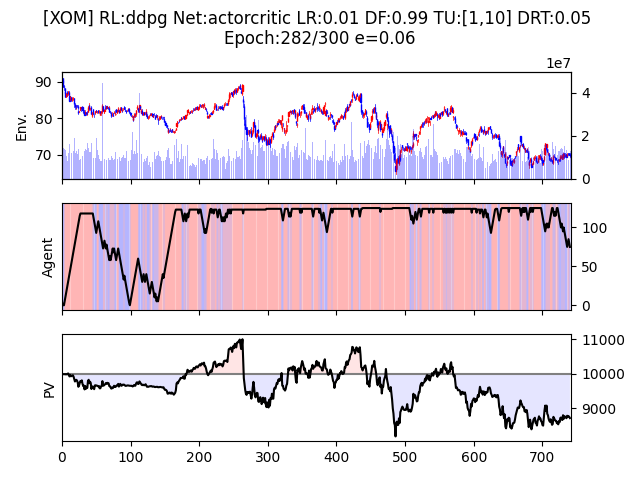 [XOM] RL:ddpg Net:actorcritic LR:0.01 DF:0.99 TU:[1,10] DRT:0.05
Epoch:282/300 e=0.06
1e7
90
80
70
Env.
4
2
0
Agent
100
50
0
PV
11000
10000
9000
0 100 200 300 400 500 600 700